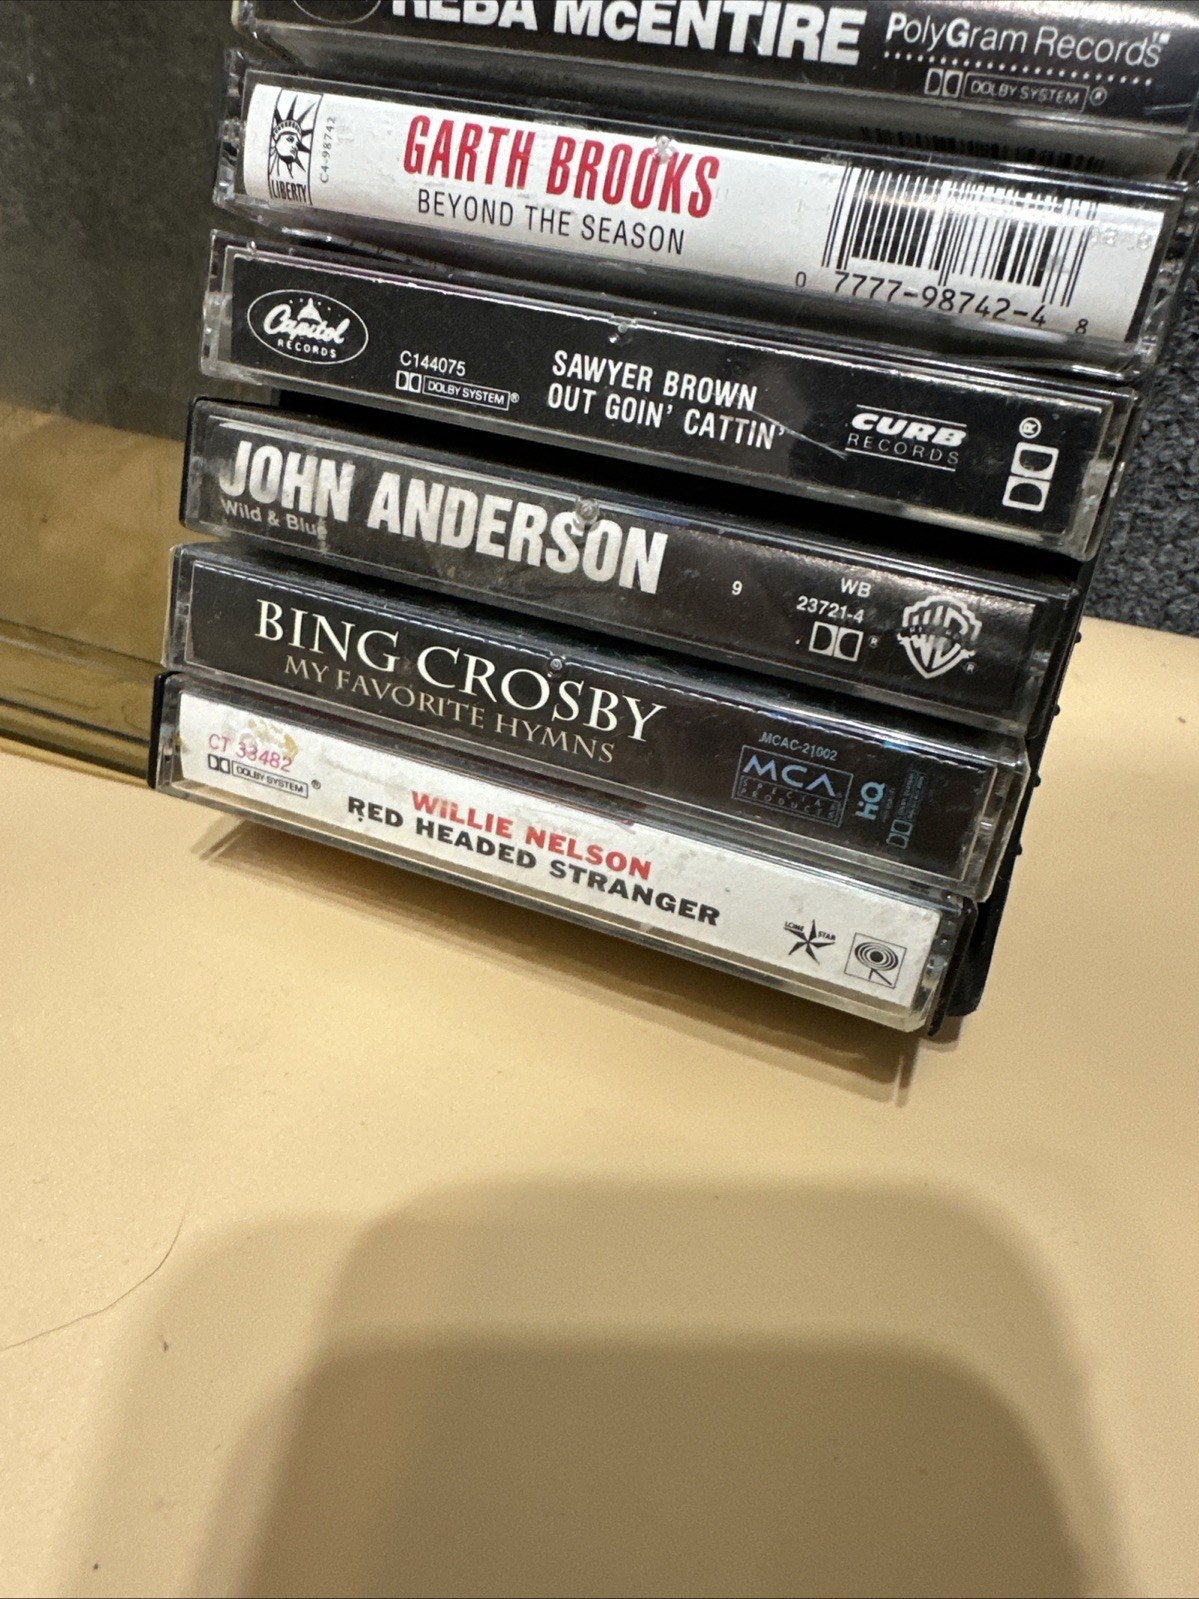 REBA McENTIRE
PolyGram Records
DOLBY SYSTEM ®
LIBERTY
C4-98742
GARTH BROOKS
BEYOND THE SEASON
0 7777-98742-4 8
Capitol
RECORDS
C144075
DOLBY SYSTEM ®
SAWYER BROWN
OUT GOIN' CATTIN'
CURB
RECORDS
®
JOHN ANDERSON
Wild & Blue
9
WB
23721-4
®
®
BING CROSBY
MY FAVORITE HYMNS
MCAC-21002
MCA
SPECIAL
PRODUCTS
HQ
CT 33482
DOLBY SYSTEM ®
WILLIE NELSON
RED HEADED STRANGER
LONE STAR